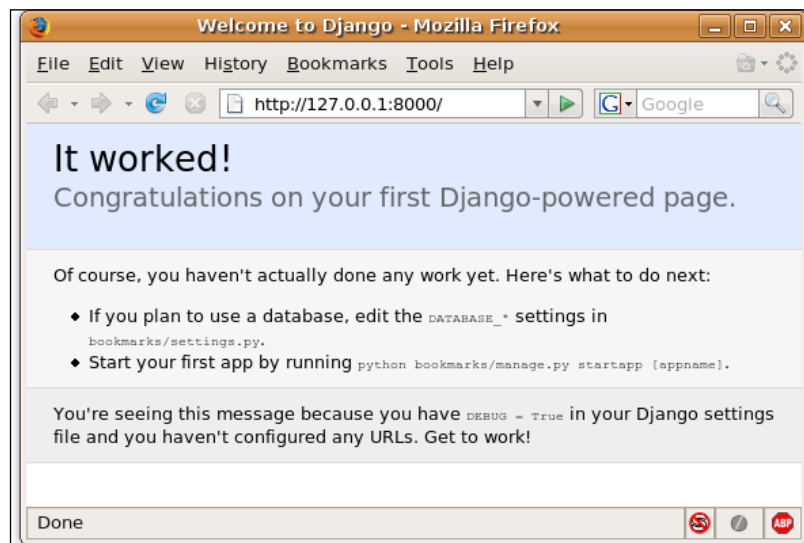 Welcome to Django - Mozilla Firefox
File Edit View History Bookmarks Tools Help
http://127.0.0.1:8000/ G Google
It worked!
Congratulations on your first Django-powered page.
Of course, you haven't actually done any work yet. Here's what to do next:
If you plan to use a database, edit the DATABASE_* settings in
bookmarks/settings.py.
Start your first app by running python bookmarks/manage.py startapp [appname].
You're seeing this message because you have DEBUG = True in your Django settings
file and you haven't configured any URLs. Get to work!
Done ABP